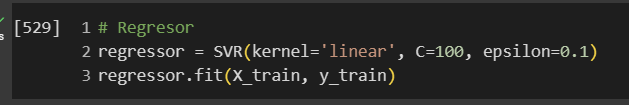 [529] 1 # Regresor
2 regressor = SVR(kernel='linear', C=100, epsilon=0.1)
3 regressor.fit(X_train, y_train)